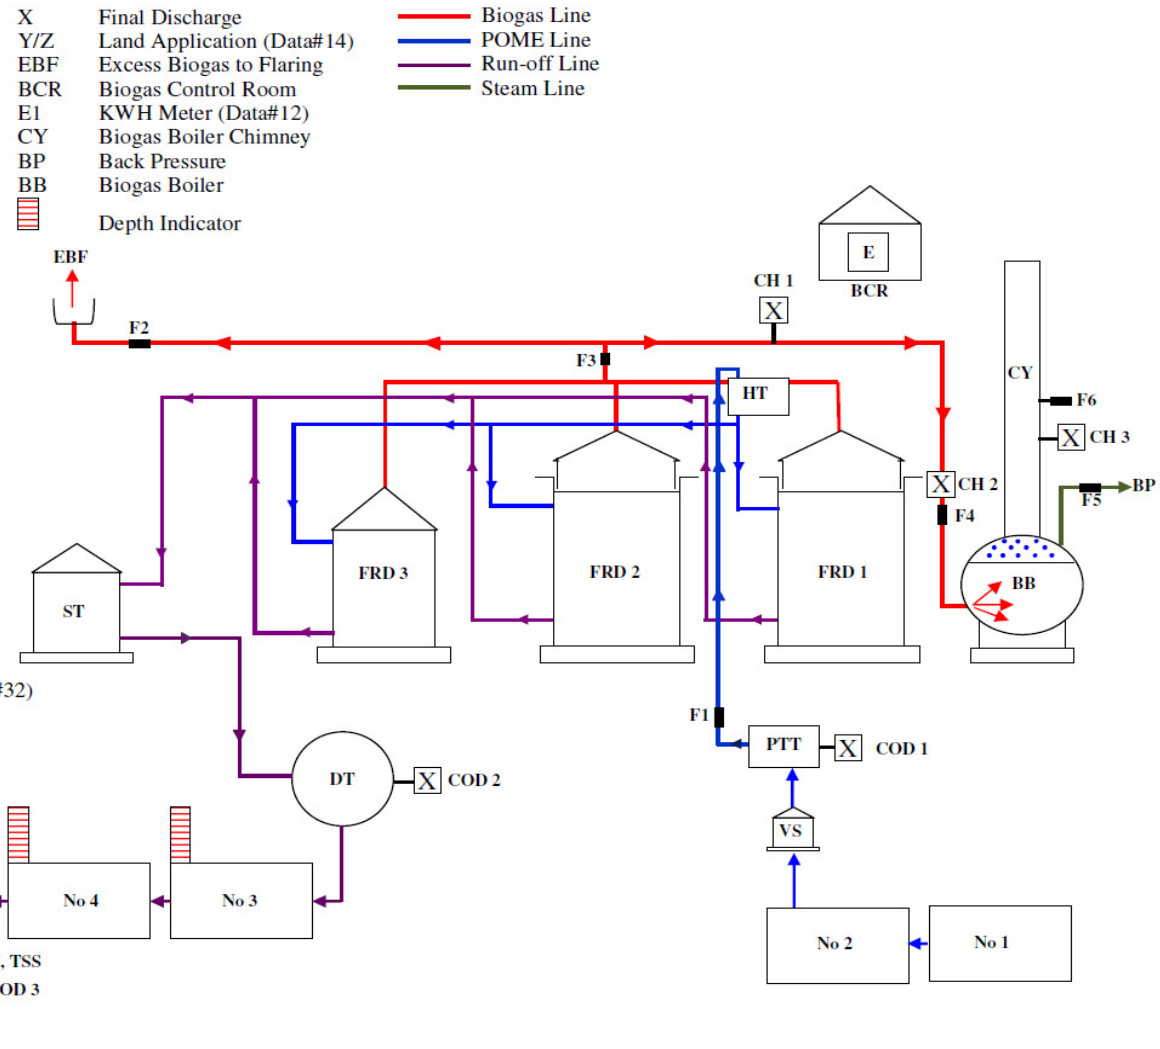 X Final Discharge
Y/Z Land Application (Data#14)
EBF Excess Biogas to Flaring
BCR Biogas Control Room
E1 KWH Meter (Data#12)
CY Biogas Boiler Chimney
BP Back Pressure
BB Biogas Boiler
Depth Indicator
Biogas Line
POME Line
Run-off Line
Steam Line
EBF
E
BCR
CH 1
X
F2
F3
CY
HT
F6
X CH 3
X CH 2
BP
F5
F4
FRD 3
FRD 2
FRD 1
BB
ST
#32)
F1
PTT
X COD 1
DT
X COD 2
VS
No 4
No 3
No 2
No 1
, TSS
OD 3